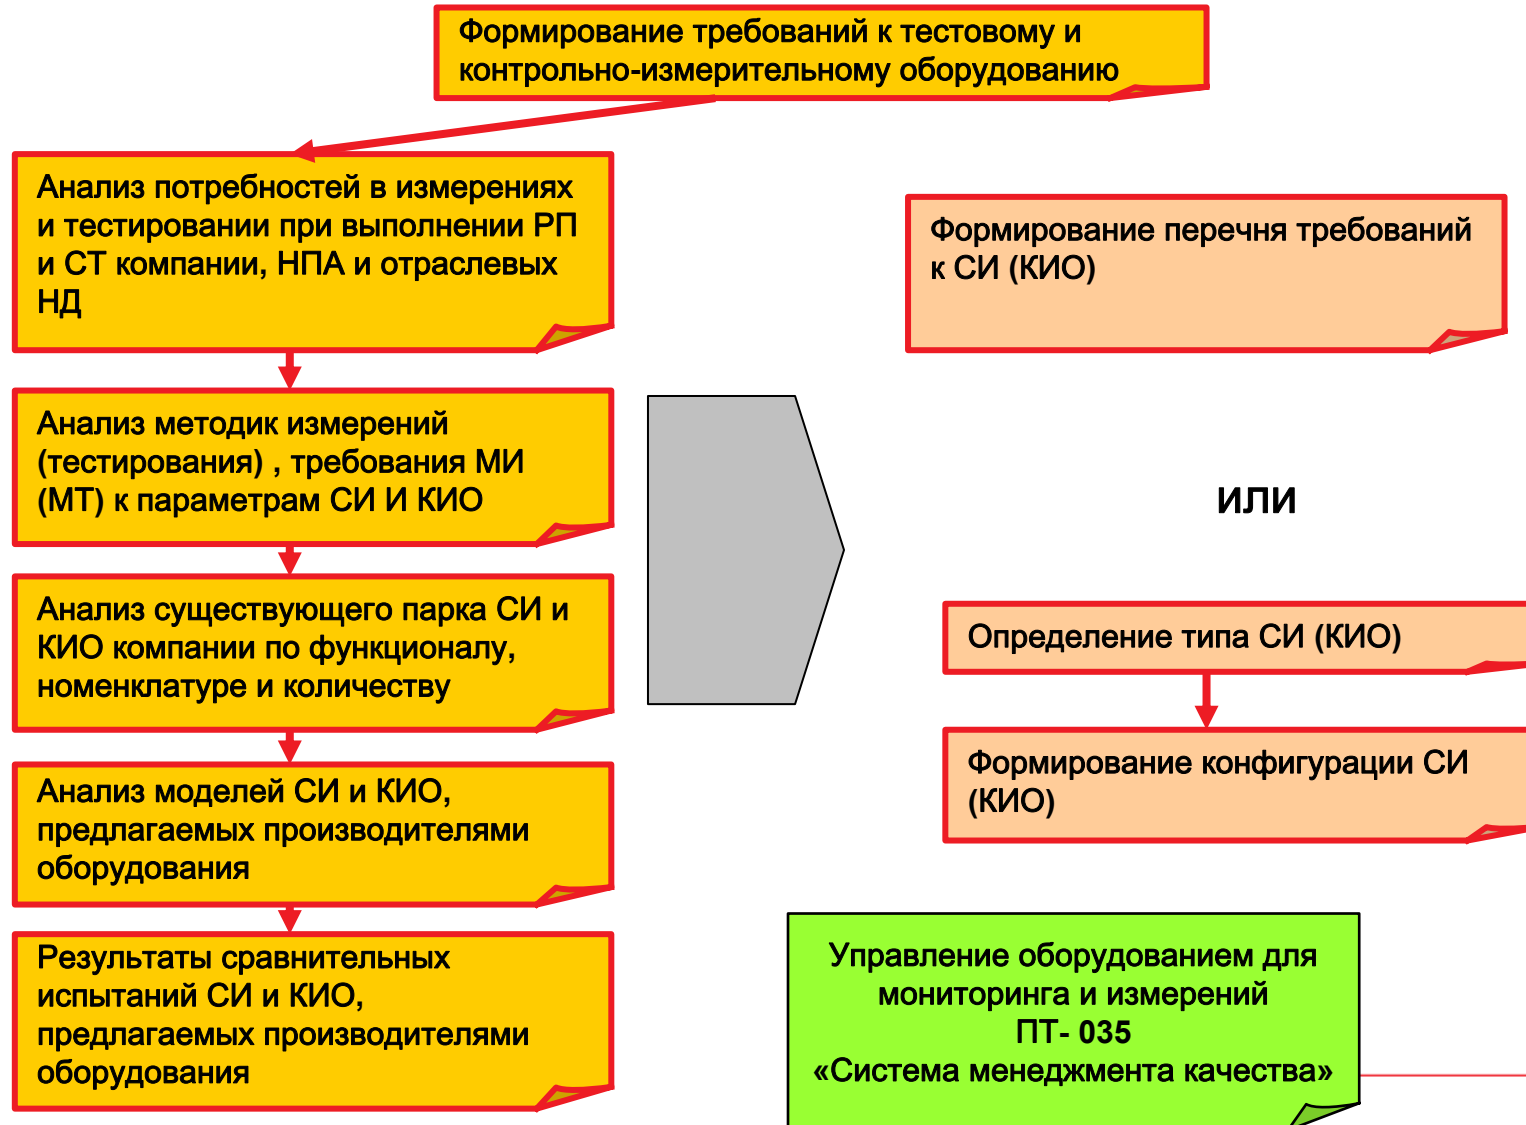 Формирование требований к тестовому и
контрольно-измерительному оборудованию
Анализ потребностей в измерениях
и тестировании при выполнении РП
и СТ компании, НПА и отраслевых
НД
Анализ методик измерений
(тестирования) , требования МИ
(МТ) к параметрам СИ И КИО
Анализ существующего парка СИ и
КИО компании по функционалу,
номенклатуре и количеству
Анализ моделей СИ и КИО,
предлагаемых производителями
оборудования
Результаты сравнительных
испытаний СИ и КИО,
предлагаемых производителями
оборудования
Формирование перечня требований
к СИ (КИО)
ИЛИ
Определение типа СИ (КИО)
Формирование конфигурации СИ
(КИО)
Управление оборудованием для
мониторинга и измерений
ПТ- 035
«Система менеджмента качества»